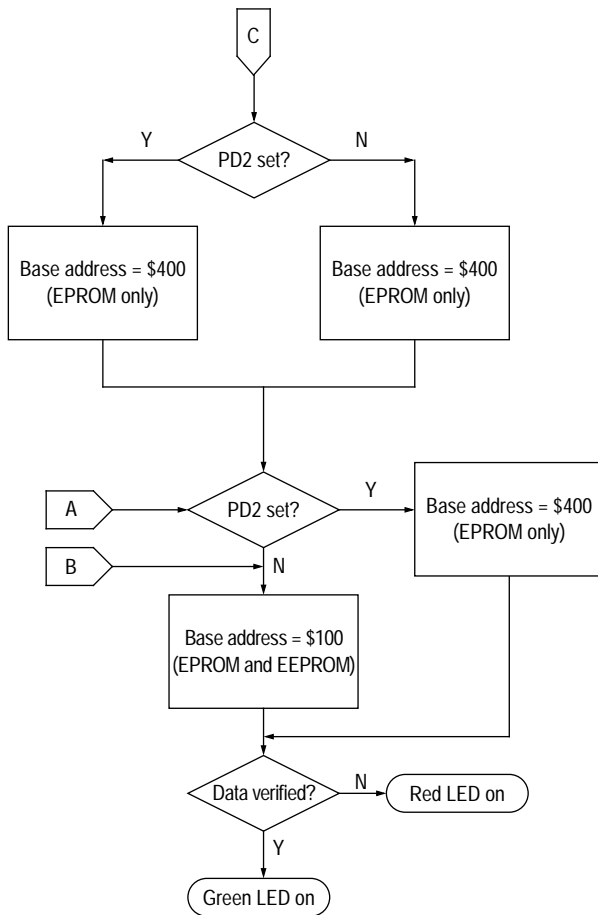 C
PD2 set?
Y
N
Base address = $400
(EPROM only)
Base address = $400
(EPROM only)
A
PD2 set?
Y
Base address = $400
(EPROM only)
B
N
Base address = $100
(EPROM and EEPROM)
Data verified?
N
Red LED on
Y
Green LED on